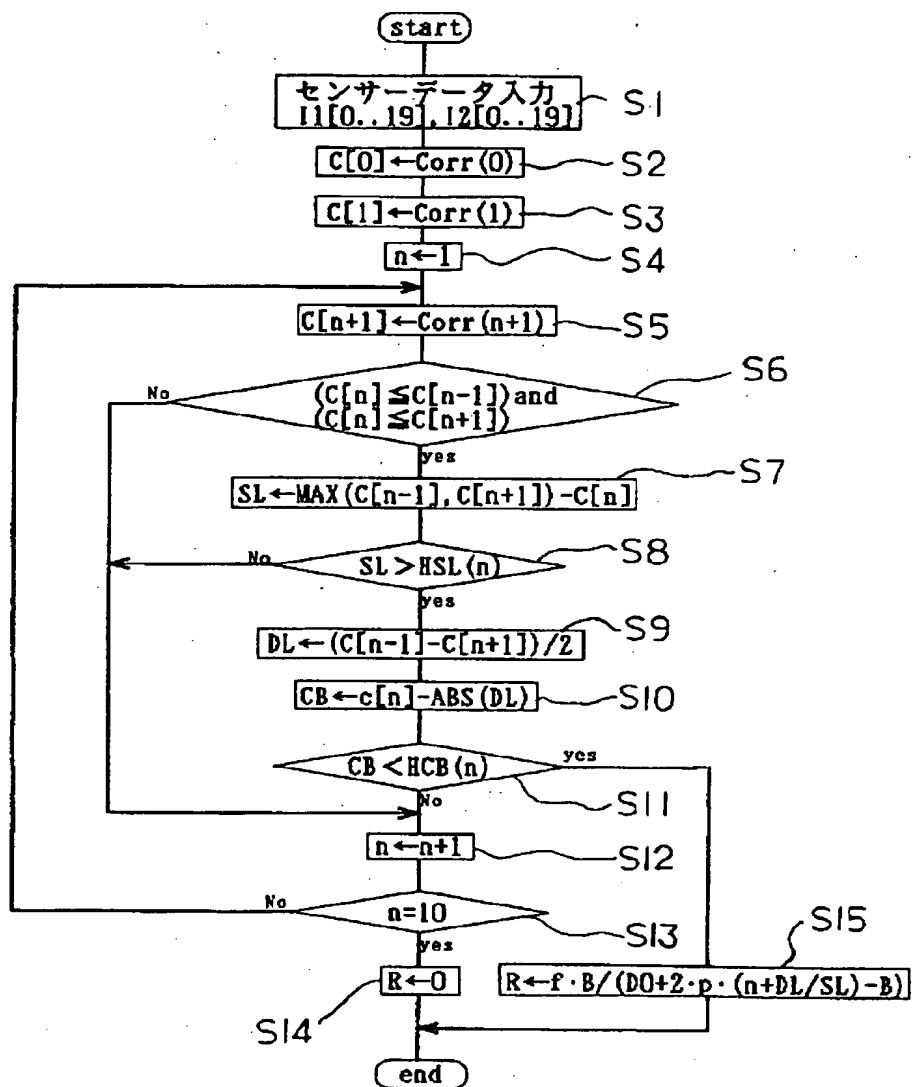 start
センサーデータ入力
I1[0..19],I2[0..19]
S1
C[0]←Corr(0)
S2
C[1]←Corr(1)
S3
n←1
S4
C[n+1]←Corr(n+1)
S5
S6
No
(C[n]≦C[n-1])and
(C[n]≦C[n+1])
yes
S7
SL←MAX(C[n-1],C[n+1])-C[n]
S8
No
SL>HSL(n)
yes
S9
DL←(C[n-1]-C[n+1])/2
CB←c[n]-ABS(DL)
S10
CB<HCB(n)
yes
S11
No
n←n+1
S12
No
n=10
S13
yes
S15
R←0
R←f·B/(D0+2·p·(n+DL/SL)-B)
S14
end